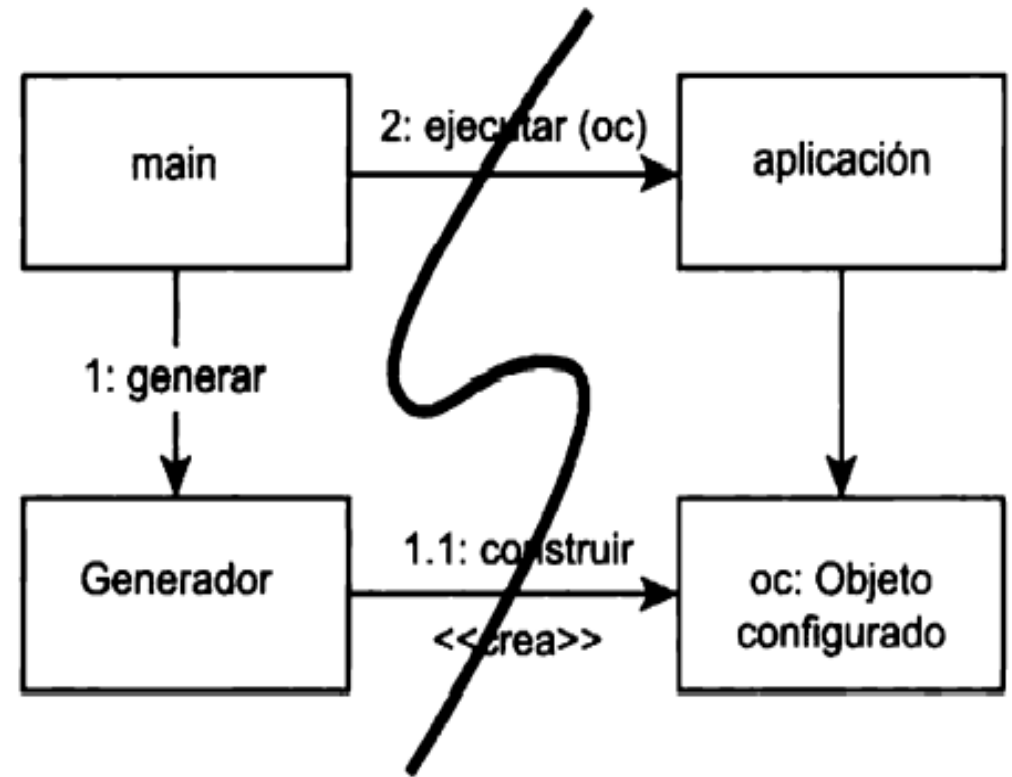 main
2: ejecutar (oc)
aplicación
1: generar
Generador
1.1: construir
<<crea>>
oc: Objeto
configurado